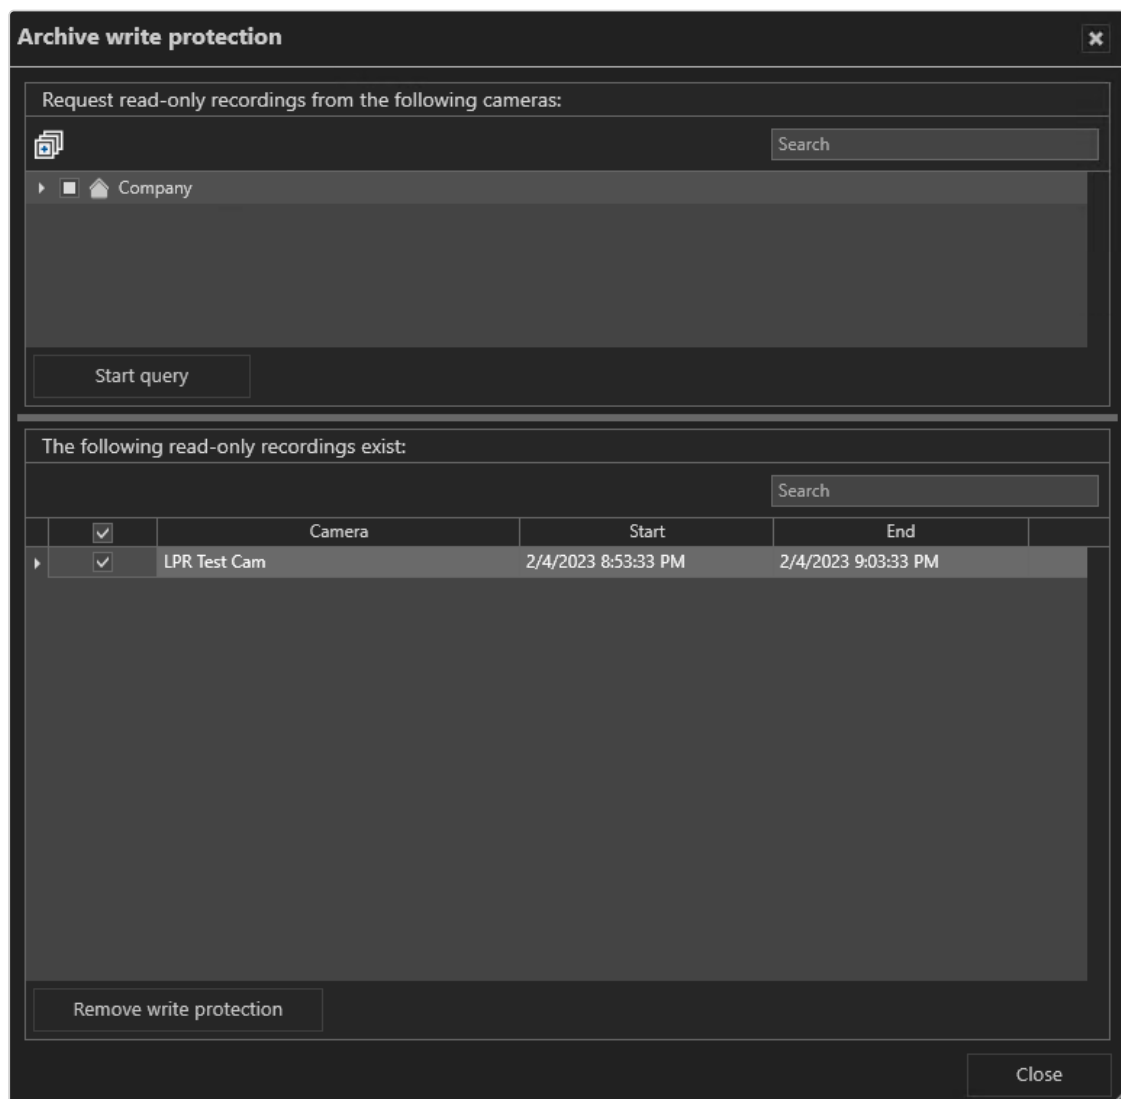 Archive write protection
Request read-only recordings from the following cameras:
Search
Company
Start query
The following read-only recordings exist:
Search
Camera Start End
LPR Test Cam 2/4/2023 8:53:33 PM 2/4/2023 9:03:33 PM
Remove write protection
Close